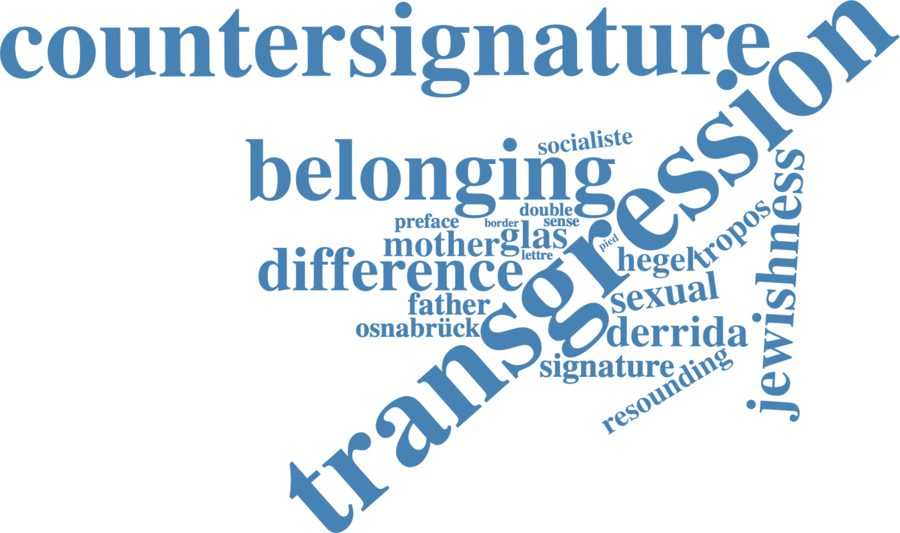 countersignature
transgression
socialiste
belonging
jewishness
double
tropos
preface
border
sense
mother
glas
pied
lettre
hegel
difference
sexual
father
osnabrück
derrida
signature
resounding